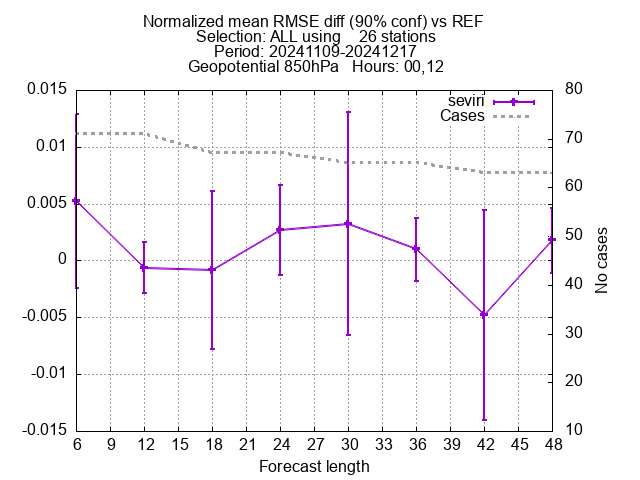 Normalized mean RMSE diff (90% conf) vs REF
Selection: ALL using    26 stations
Period: 20241109-20241217
Geopotential 850hPa   Hours: 00,12
seviri
Cases
0.015
0.01
0.005
0
-0.005
-0.01
-0.015
80
70
60
50
40
30
20
10
No cases
6 9 12 15 18 21 24 27 30 33 36 39 42 45 48
Forecast length